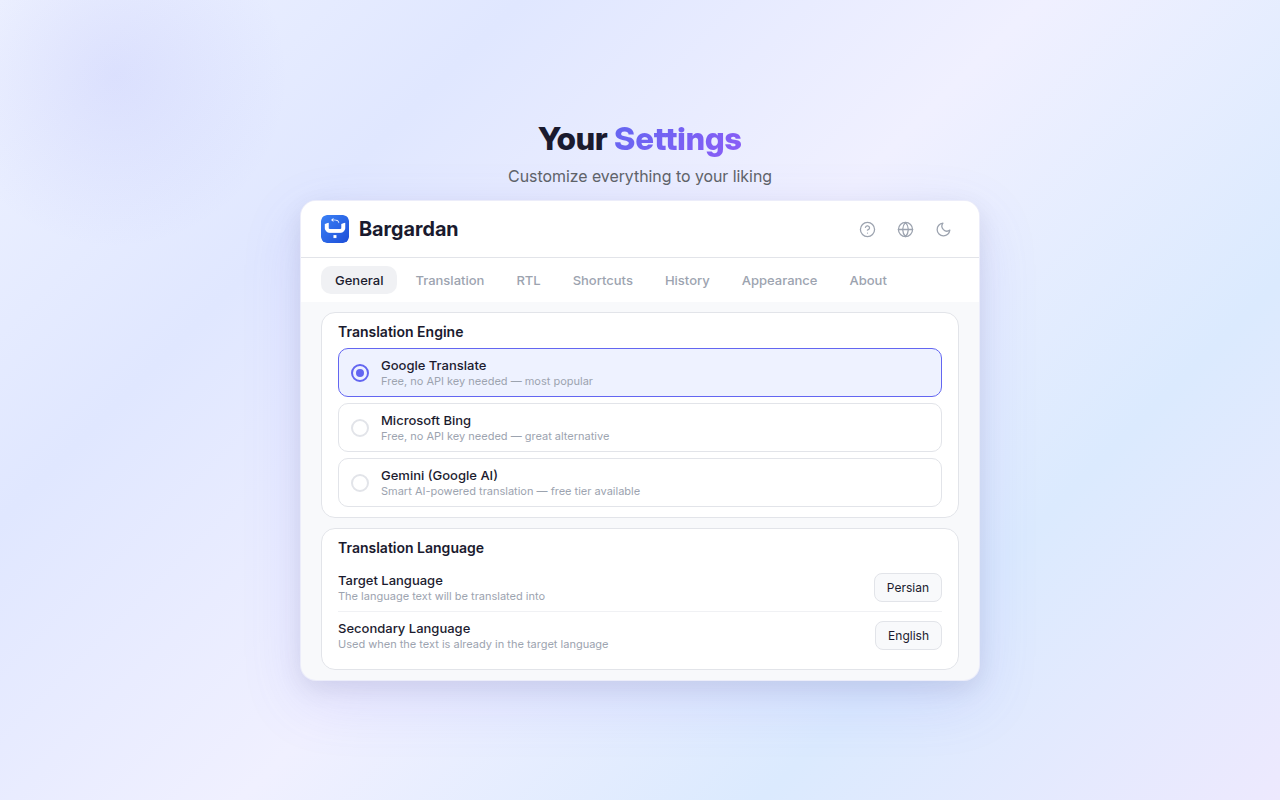 Your Settings
Customize everything to your liking
Bargardan
General Translation RTL Shortcuts History Appearance About
Translation Engine
Google Translate
Free, no API key needed — most popular
Microsoft Bing
Free, no API key needed — great alternative
Gemini (Google AI)
Smart AI-powered translation — free tier available
Translation Language
Target Language
The language text will be translated into
Persian
Secondary Language
Used when the text is already in the target language
English